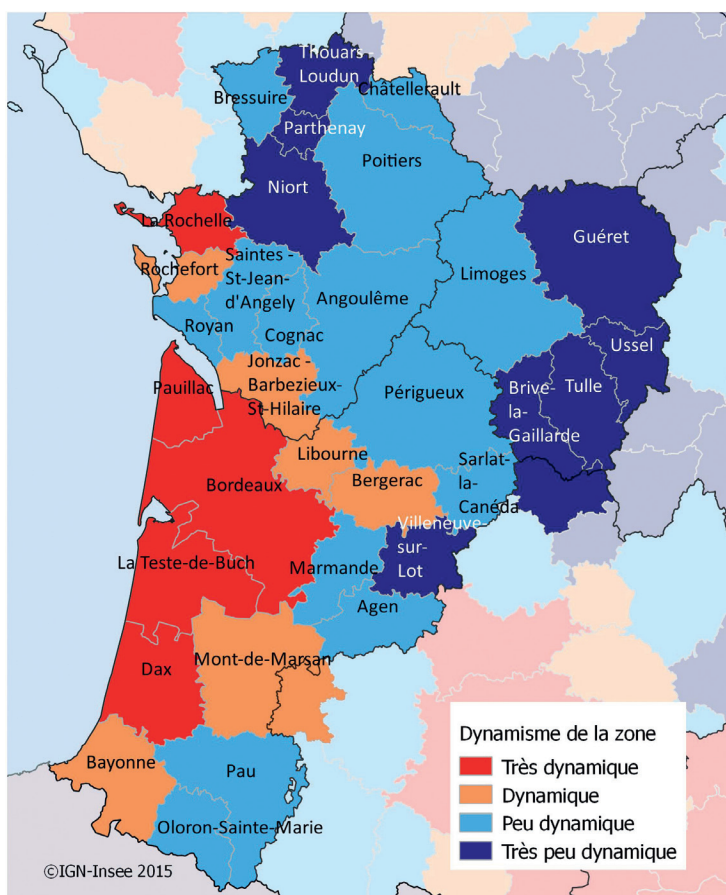 Thouars -
Loudun
Châtellerault
Bressuire
Parthenay
Poitiers
Niort
La Rochelle
Guéret
Rochefort
Saintes -
St-Jean-
d'Angely
Angoulême
Limoges
Royan
Cognac
Ussel
Jonzac -
Barbezieux-
St-Hilaire
Pauillac
Périgueux
Brive-
la-
Gaillarde
Tulle
Libourne
Sarlat-
la-
Canéda
Bordeaux
Bergerac
Villeneuve-
sur-
Lot
La Teste-de-Buch
Marmande
Agen
Mont-de-Marsan
Dax
Bayonne
Pau
Oloron-Sainte-Marie
Dynamisme de la zone
Très dynamique
Dynamique
Peu dynamique
Très peu dynamique
©IGN-Insee 2015